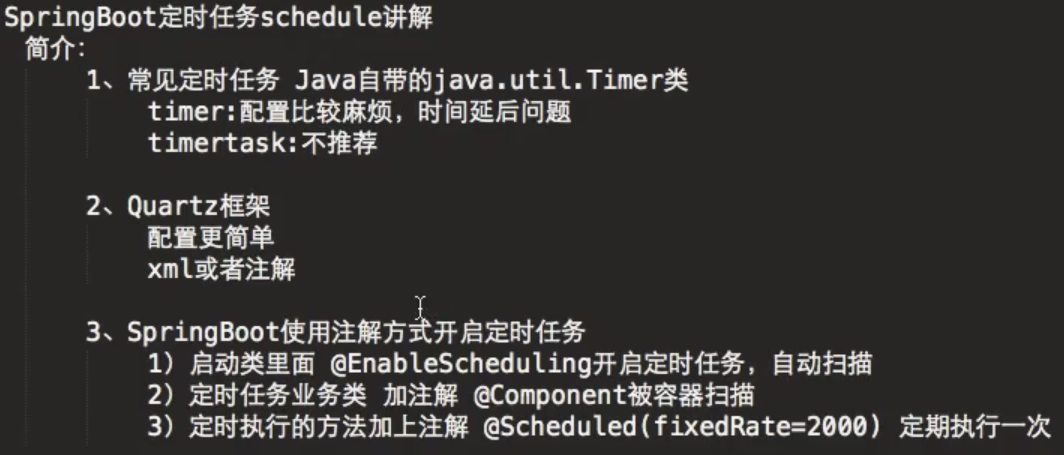 SpringBoot定时任务schedule讲解
简介：
1、常见定时任务 Java自带的java.util.Timer类
timer:配置比较麻烦，时间延后问题
timertask:不推荐
2、Quartz框架
配置更简单
xml或者注解
3、SpringBoot使用注解方式开启定时任务
1）启动类里面 @EnableScheduling开启定时任务，自动扫描
2）定时任务业务类 加注解 @Component被容器扫描
3）定时执行的方法加上注解 @Scheduled(fixedRate=2000) 定期执行一次